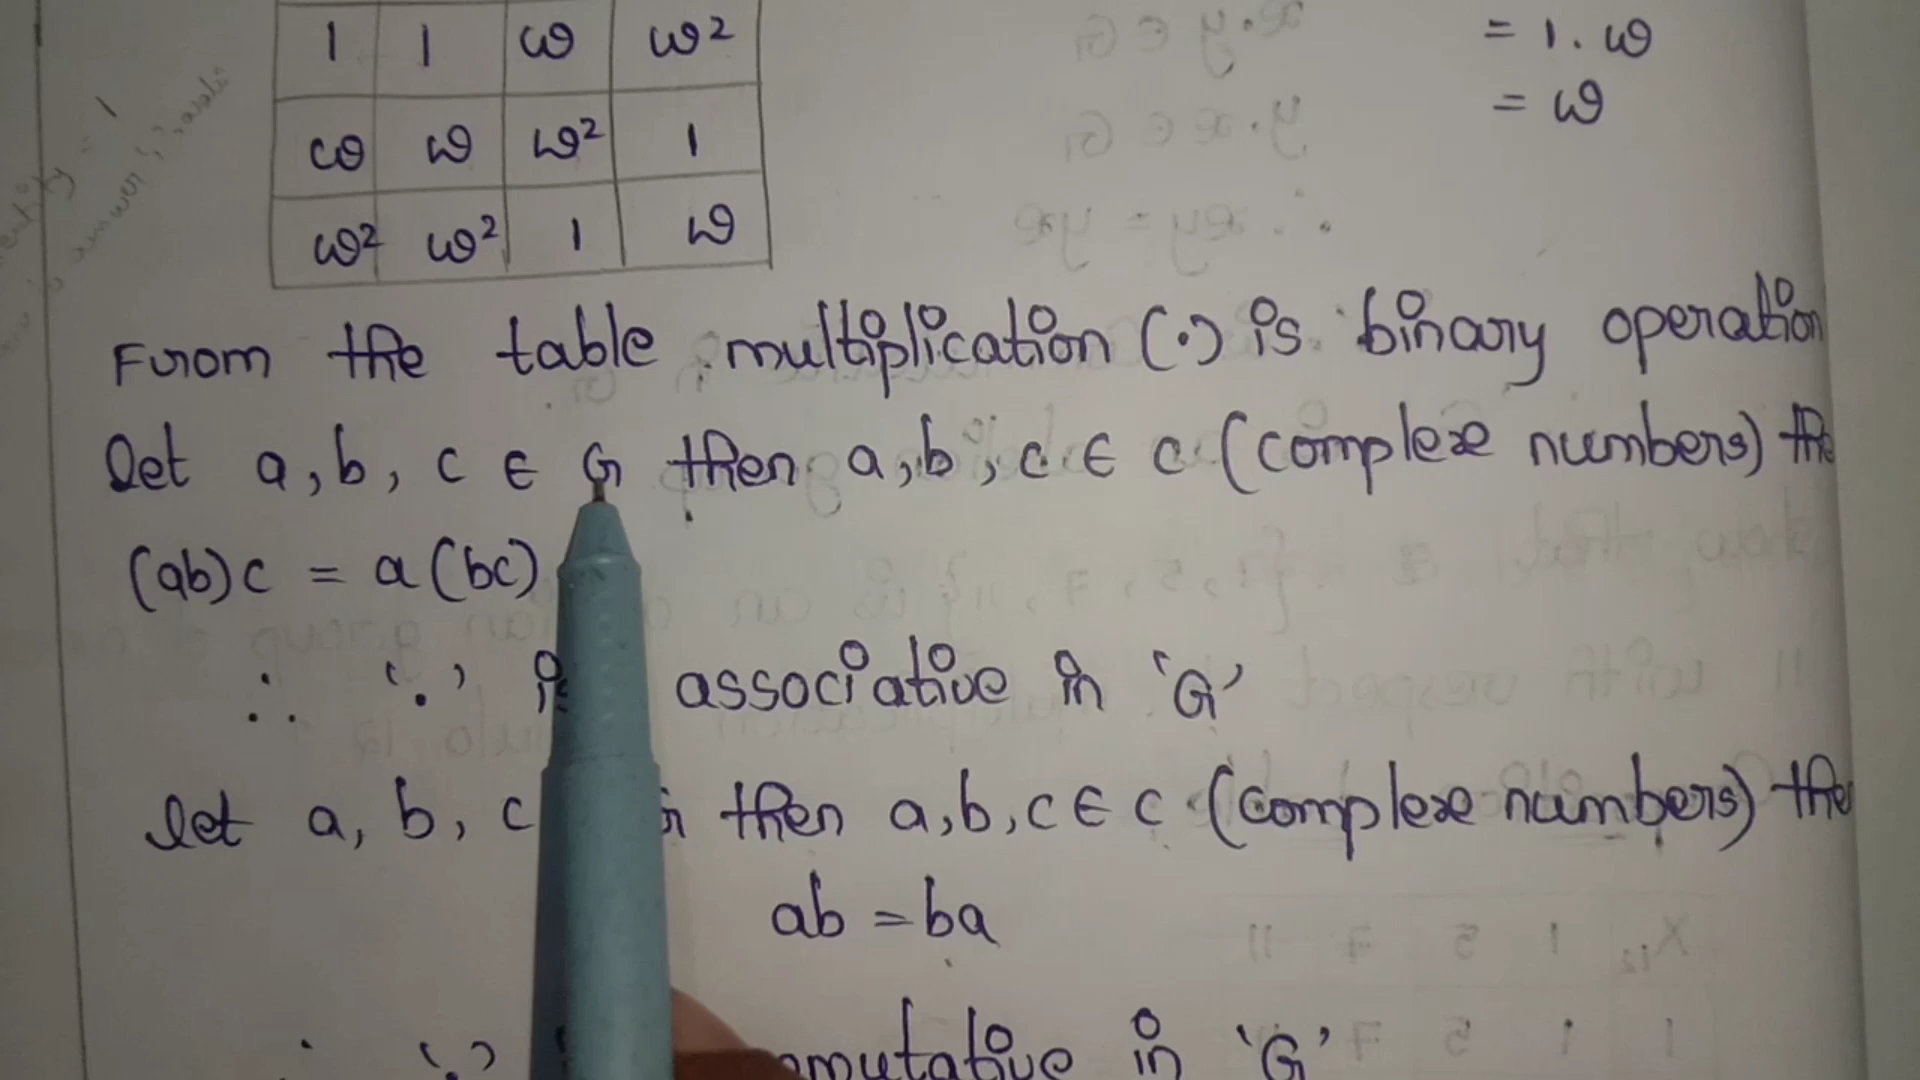 1 1 ω ω²
= 1 . ω
ω ω ω² 1
= ω
ω² ω² 1 ω
From the table multiplication (·) is binary operation
Let a, b, c ∈ G then a, b, c ∈ C (complex numbers) the
(ab)c = a(bc)
∴ '.' is associative in 'G'
let a, b, c then a, b, c ∈ C (complex numbers) the
ab = ba
'.' in 'G'